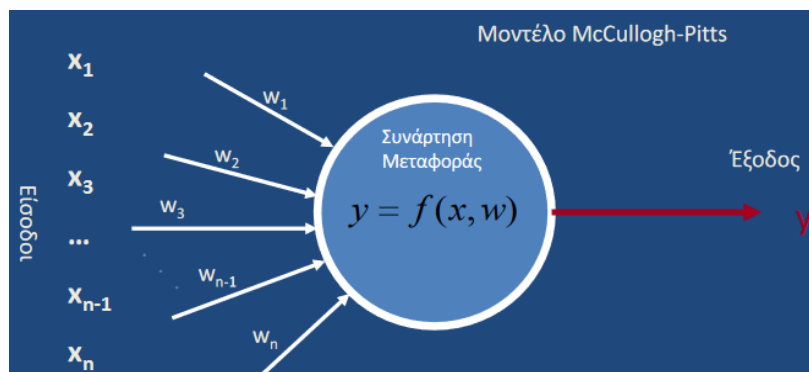 Μοντέλο McCullogh-Pitts
x₁
x₂
x₃
...
xₙ₋₁
xₙ
Είσοδοι
w₁
w₂
w₃
wₙ₋₁
wₙ
Συνάρτηση
Μεταφοράς
y = f(x, w)
Έξοδος
y